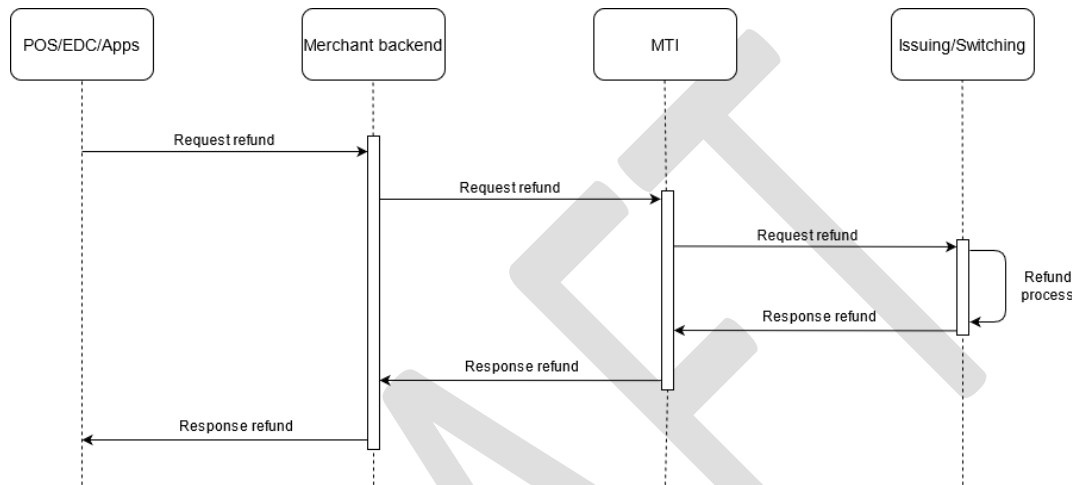 POS/EDC/Apps
Merchant backend
MTI
Issuing/Switching
Request refund
Request refund
Request refund
Refund
process
Response refund
Response refund
Response refund